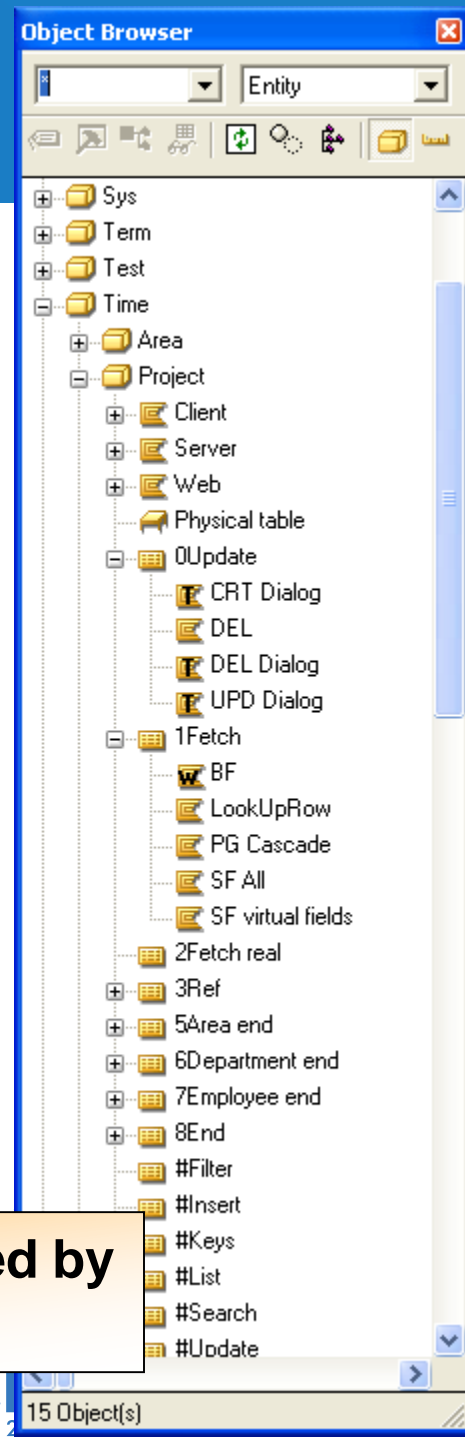 Object Browser
*
Entity
Sys
Term
Test
Time
Area
Project
Client
Server
Web
Physical table
0Update
CRT Dialog
DEL
DEL Dialog
UPD Dialog
1Fetch
BF
LookUpRow
PG Cascade
SF All
SF virtual fields
2Fetch real
3Ref
5Area end
6Department end
7Employee end
8End
#Filter
#Insert
#Keys
#List
#Search
#Update
ed by
15 Object(s)
2